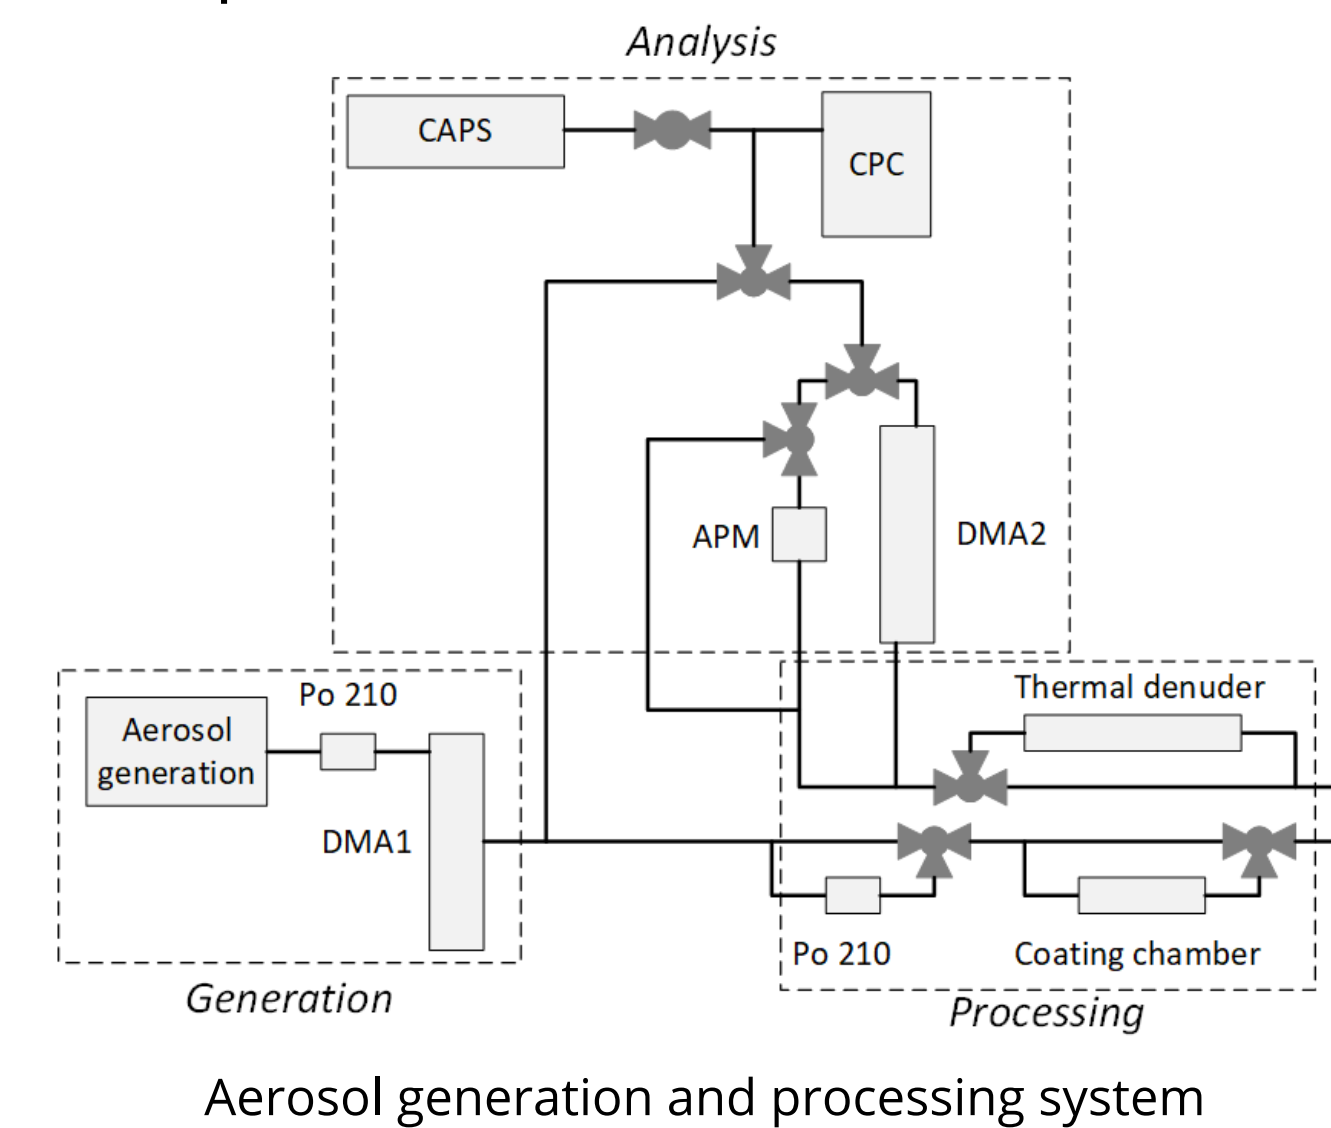 Analysis
CAPS
CPC
APM
DMA2
Po 210
Aerosol
generation
DMA1
Generation
Thermal denuder
Po 210
Coating chamber
Processing
Aerosol generation and processing system